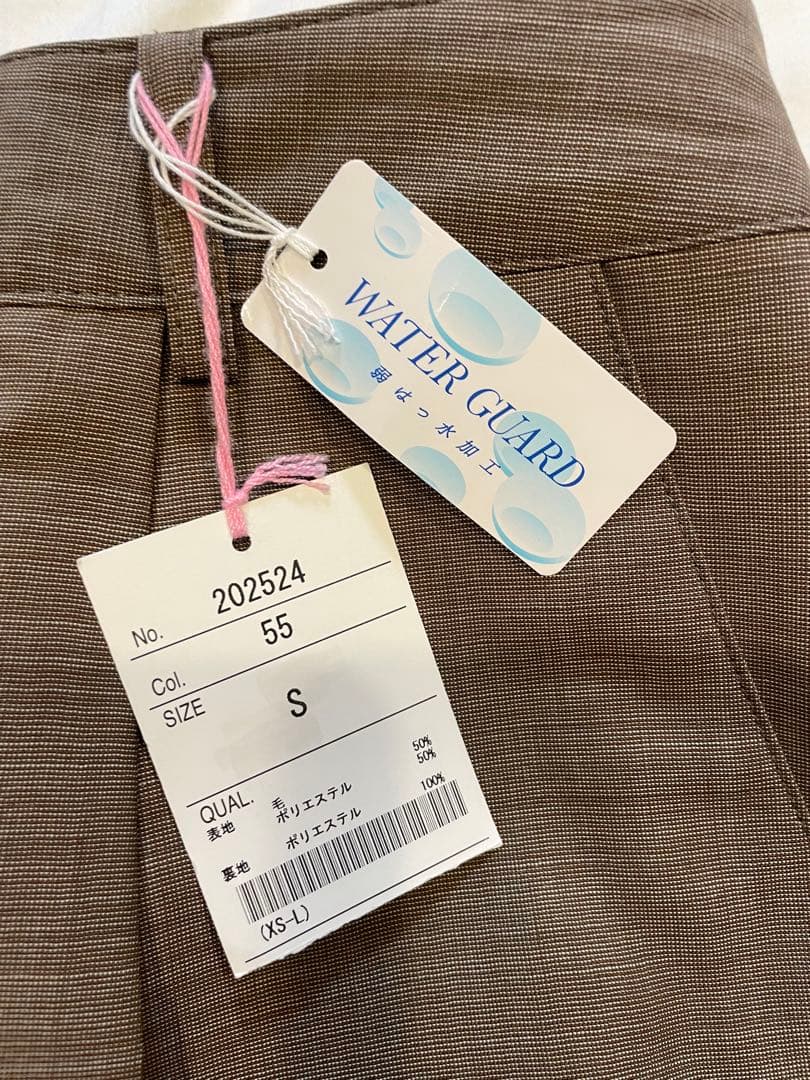 WATER GUARD
弱はっ水加工
No. 202524
Col. 55
SIZE S
QUAL.
表地 毛 50%
ポリエステル 50%
裏地 ポリエステル 100%
(XS-L)